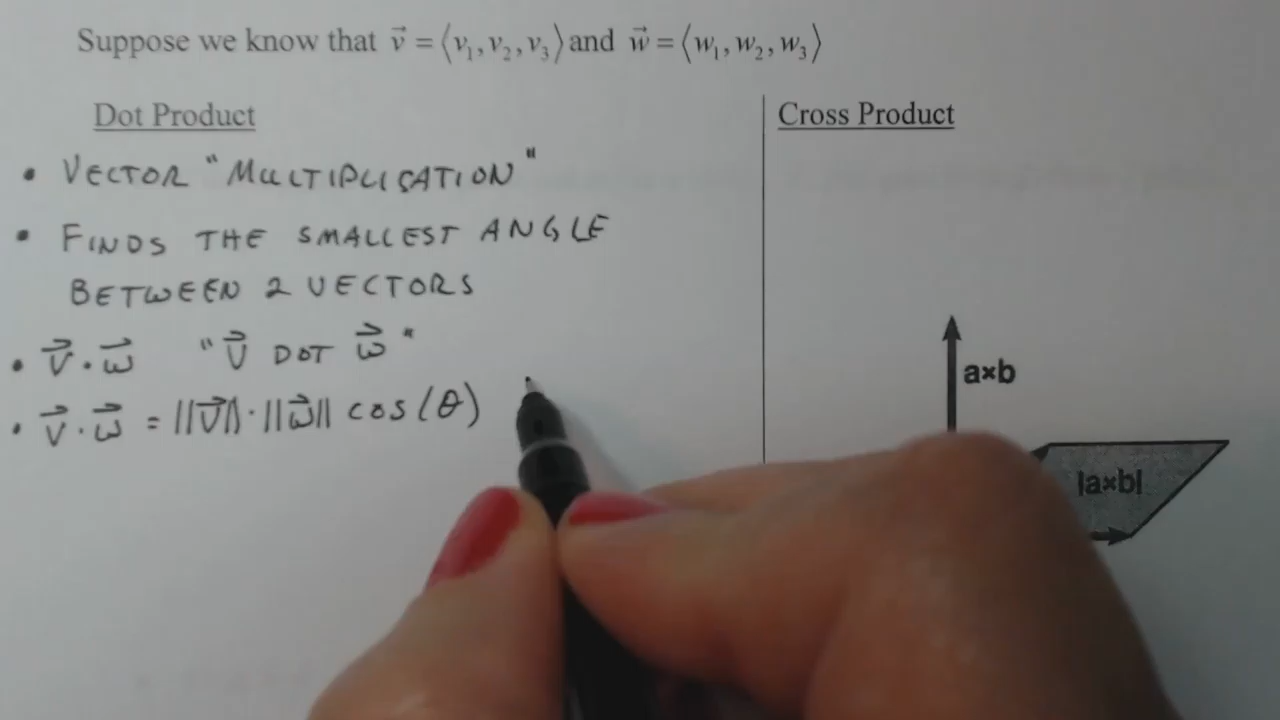 Suppose we know that v⃗ = ⟨v₁, v₂, v₃⟩ and w⃗ = ⟨w₁, w₂, w₃⟩
Dot Product
• VECTOR "MULTIPLICATION"
• FINDS THE SMALLEST ANGLE
BETWEEN 2 VECTORS
• v⃗ · w⃗ "v⃗ DOT w⃗"
• v⃗ · w⃗ = ||v⃗|| · ||w⃗|| cos(θ)
Cross Product
a×b
|a×b|